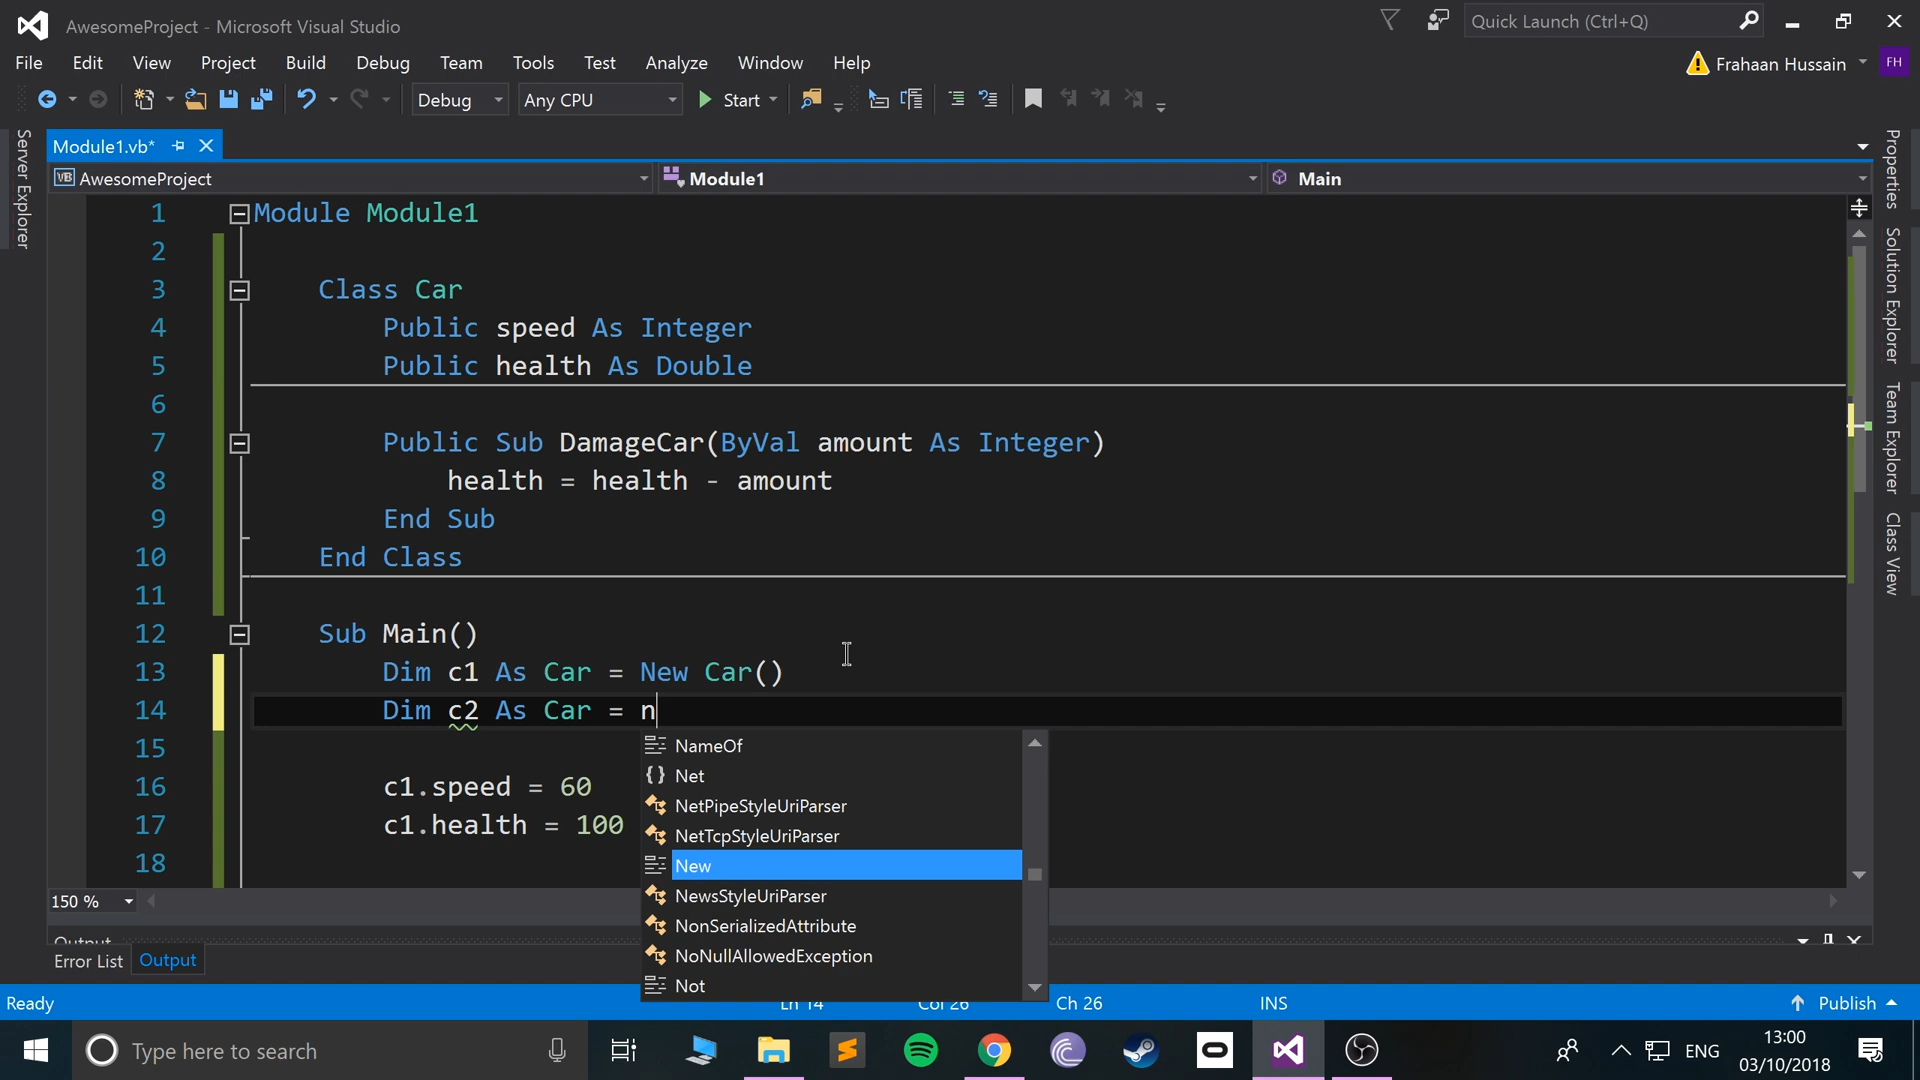 AwesomeProject - Microsoft Visual Studio
Quick Launch (Ctrl+Q)
File Edit View Project Build Debug Team Tools Test Analyze Window Help
Frahaan Hussain FH
Debug Any CPU Start
Server Explorer
Module1.vb*
VB AwesomeProject Module1 Main
1 Module Module1
2
3 Class Car
4 Public speed As Integer
5 Public health As Double
6
7 Public Sub DamageCar(ByVal amount As Integer)
8 health = health - amount
9 End Sub
10 End Class
11
12 Sub Main()
13 Dim c1 As Car = New Car()
14 Dim c2 As Car = n
15
16 c1.speed = 60
17 c1.health = 100
18
NameOf
Net
NetPipeStyleUriParser
NetTcpStyleUriParser
New
NewsStyleUriParser
NonSerializedAttribute
NoNullAllowedException
Not
Properties
Solution Explorer
Team Explorer
Class View
150 %
Output
Error List Output
Ready Ln 14 Col 26 Ch 26 INS Publish
Type here to search
ENG
13:00
03/10/2018